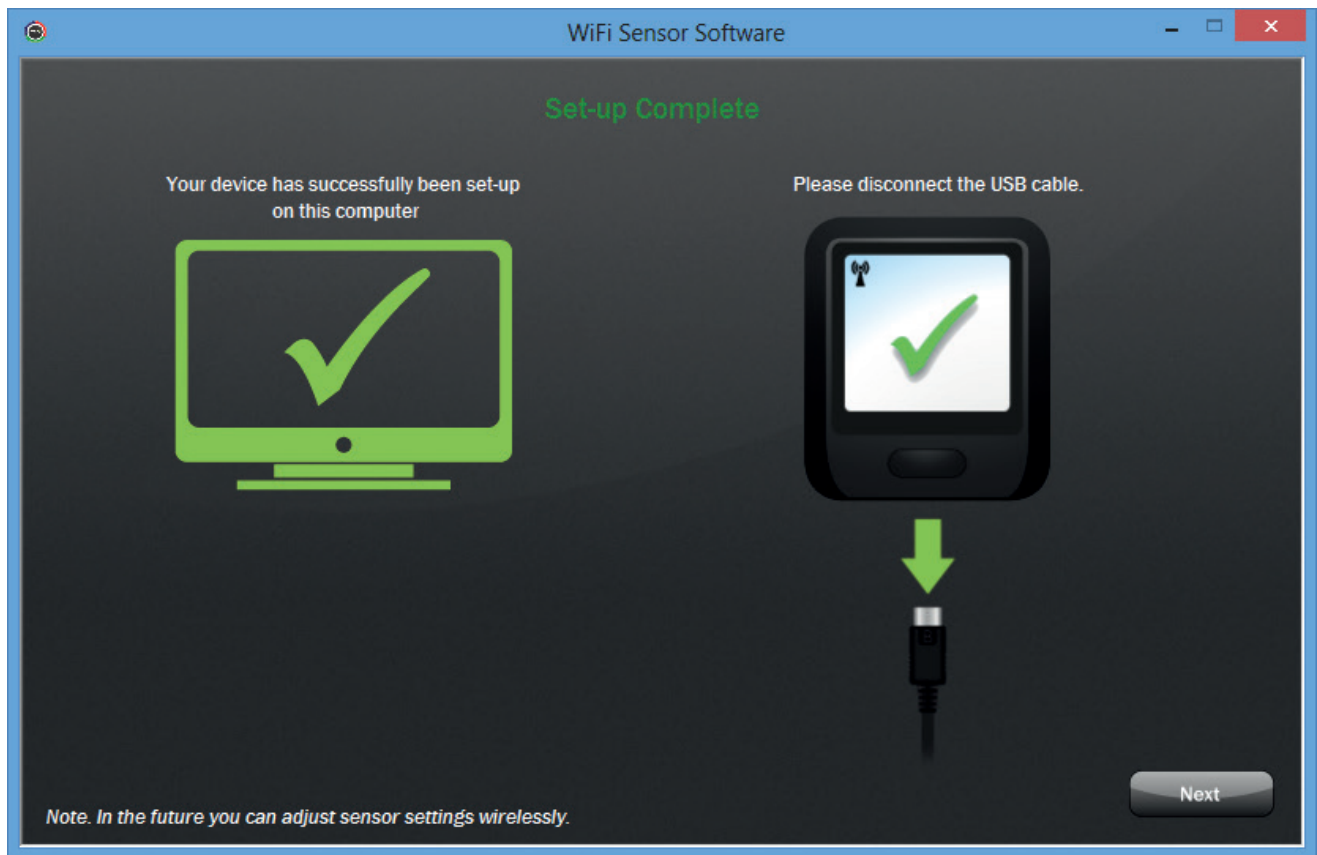 WiFi Sensor Software
Set-up Complete
Your device has successfully been set-up
on this computer
Please disconnect the USB cable.
Note. In the future you can adjust sensor settings wirelessly.
Next